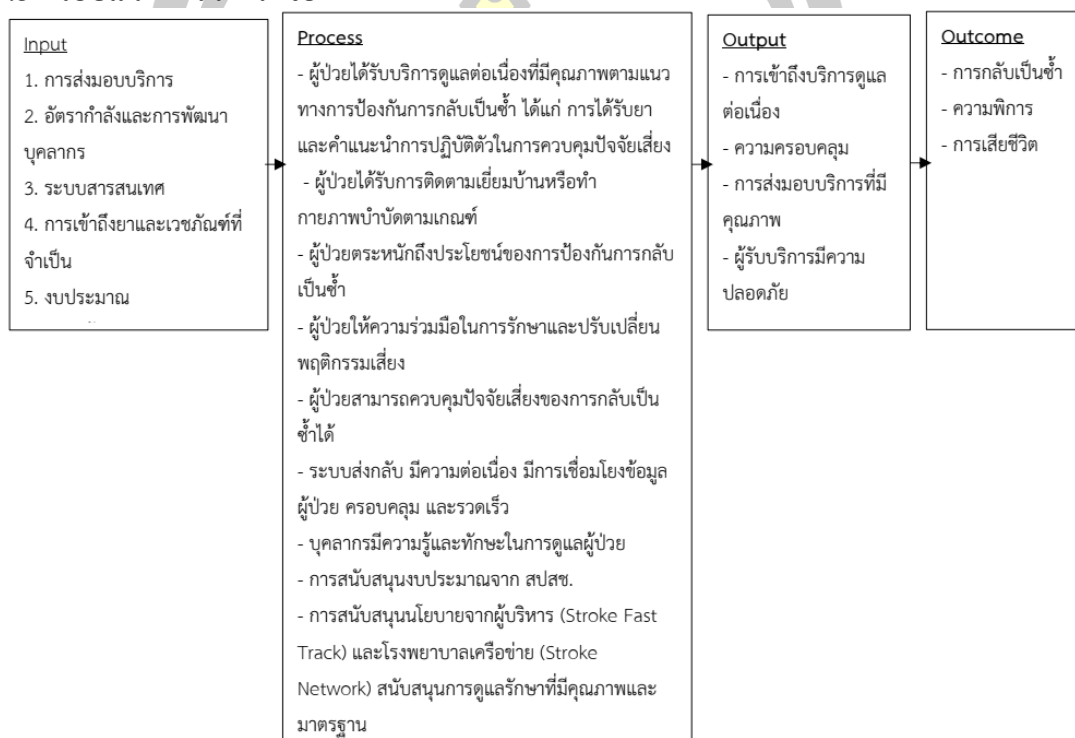 Input
1. การส่งมอบบริการ
2. อัตรากำลังและการพัฒนา
บุคลากร
3. ระบบสารสนเทศ
4. การเข้าถึงยาและเวชภัณฑ์ที่
จำเป็น
5. งบประมาณ
Process
- ผู้ป่วยได้รับบริการดูแลต่อเนื่องที่มีคุณภาพตามแนว
ทางการป้องกันการกลับเป็นซ้ำ ได้แก่ การได้รับยา
และคำแนะนำการปฏิบัติตัวในการควบคุมปัจจัยเสี่ยง
- ผู้ป่วยได้รับการติดตามเยี่ยมบ้านหรือทำ
กายภาพบำบัดตามเกณฑ์
- ผู้ป่วยตระหนักถึงประโยชน์ของการป้องกันการกลับ
เป็นซ้ำ
- ผู้ป่วยให้ความร่วมมือในการรักษาและปรับเปลี่ยน
พฤติกรรมเสี่ยง
- ผู้ป่วยสามารถควบคุมปัจจัยเสี่ยงของการกลับเป็น
ซ้ำได้
- ระบบส่งกลับ มีความต่อเนื่อง มีการเชื่อมโยงข้อมูล
ผู้ป่วย ครอบคลุม และรวดเร็ว
- บุคลากรมีความรู้และทักษะในการดูแลผู้ป่วย
- การสนับสนุนงบประมาณจาก สปสช.
- การสนับสนุนนโยบายจากผู้บริหาร (Stroke Fast
Track) และโรงพยาบาลเครือข่าย (Stroke
Network) สนับสนุนการดูแลรักษาที่มีคุณภาพและ
มาตรฐาน
Output
- การเข้าถึงบริการดูแล
ต่อเนื่อง
- ความครอบคลุม
- การส่งมอบบริการที่มี
คุณภาพ
- ผู้รับบริการมีความ
ปลอดภัย
Outcome
- การกลับเป็นซ้ำ
- ความพิการ
- การเสียชีวิต